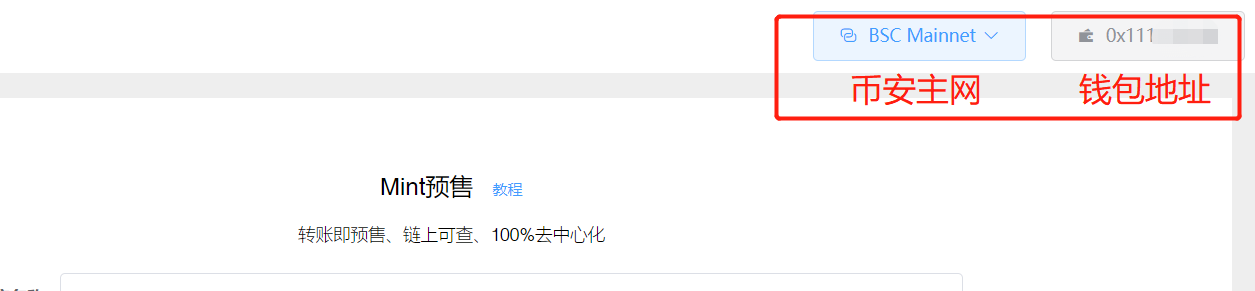 BSC Mainnet 0x111
币安主网 钱包地址
Mint预售 教程
转账即预售、链上可查、100%去中心化